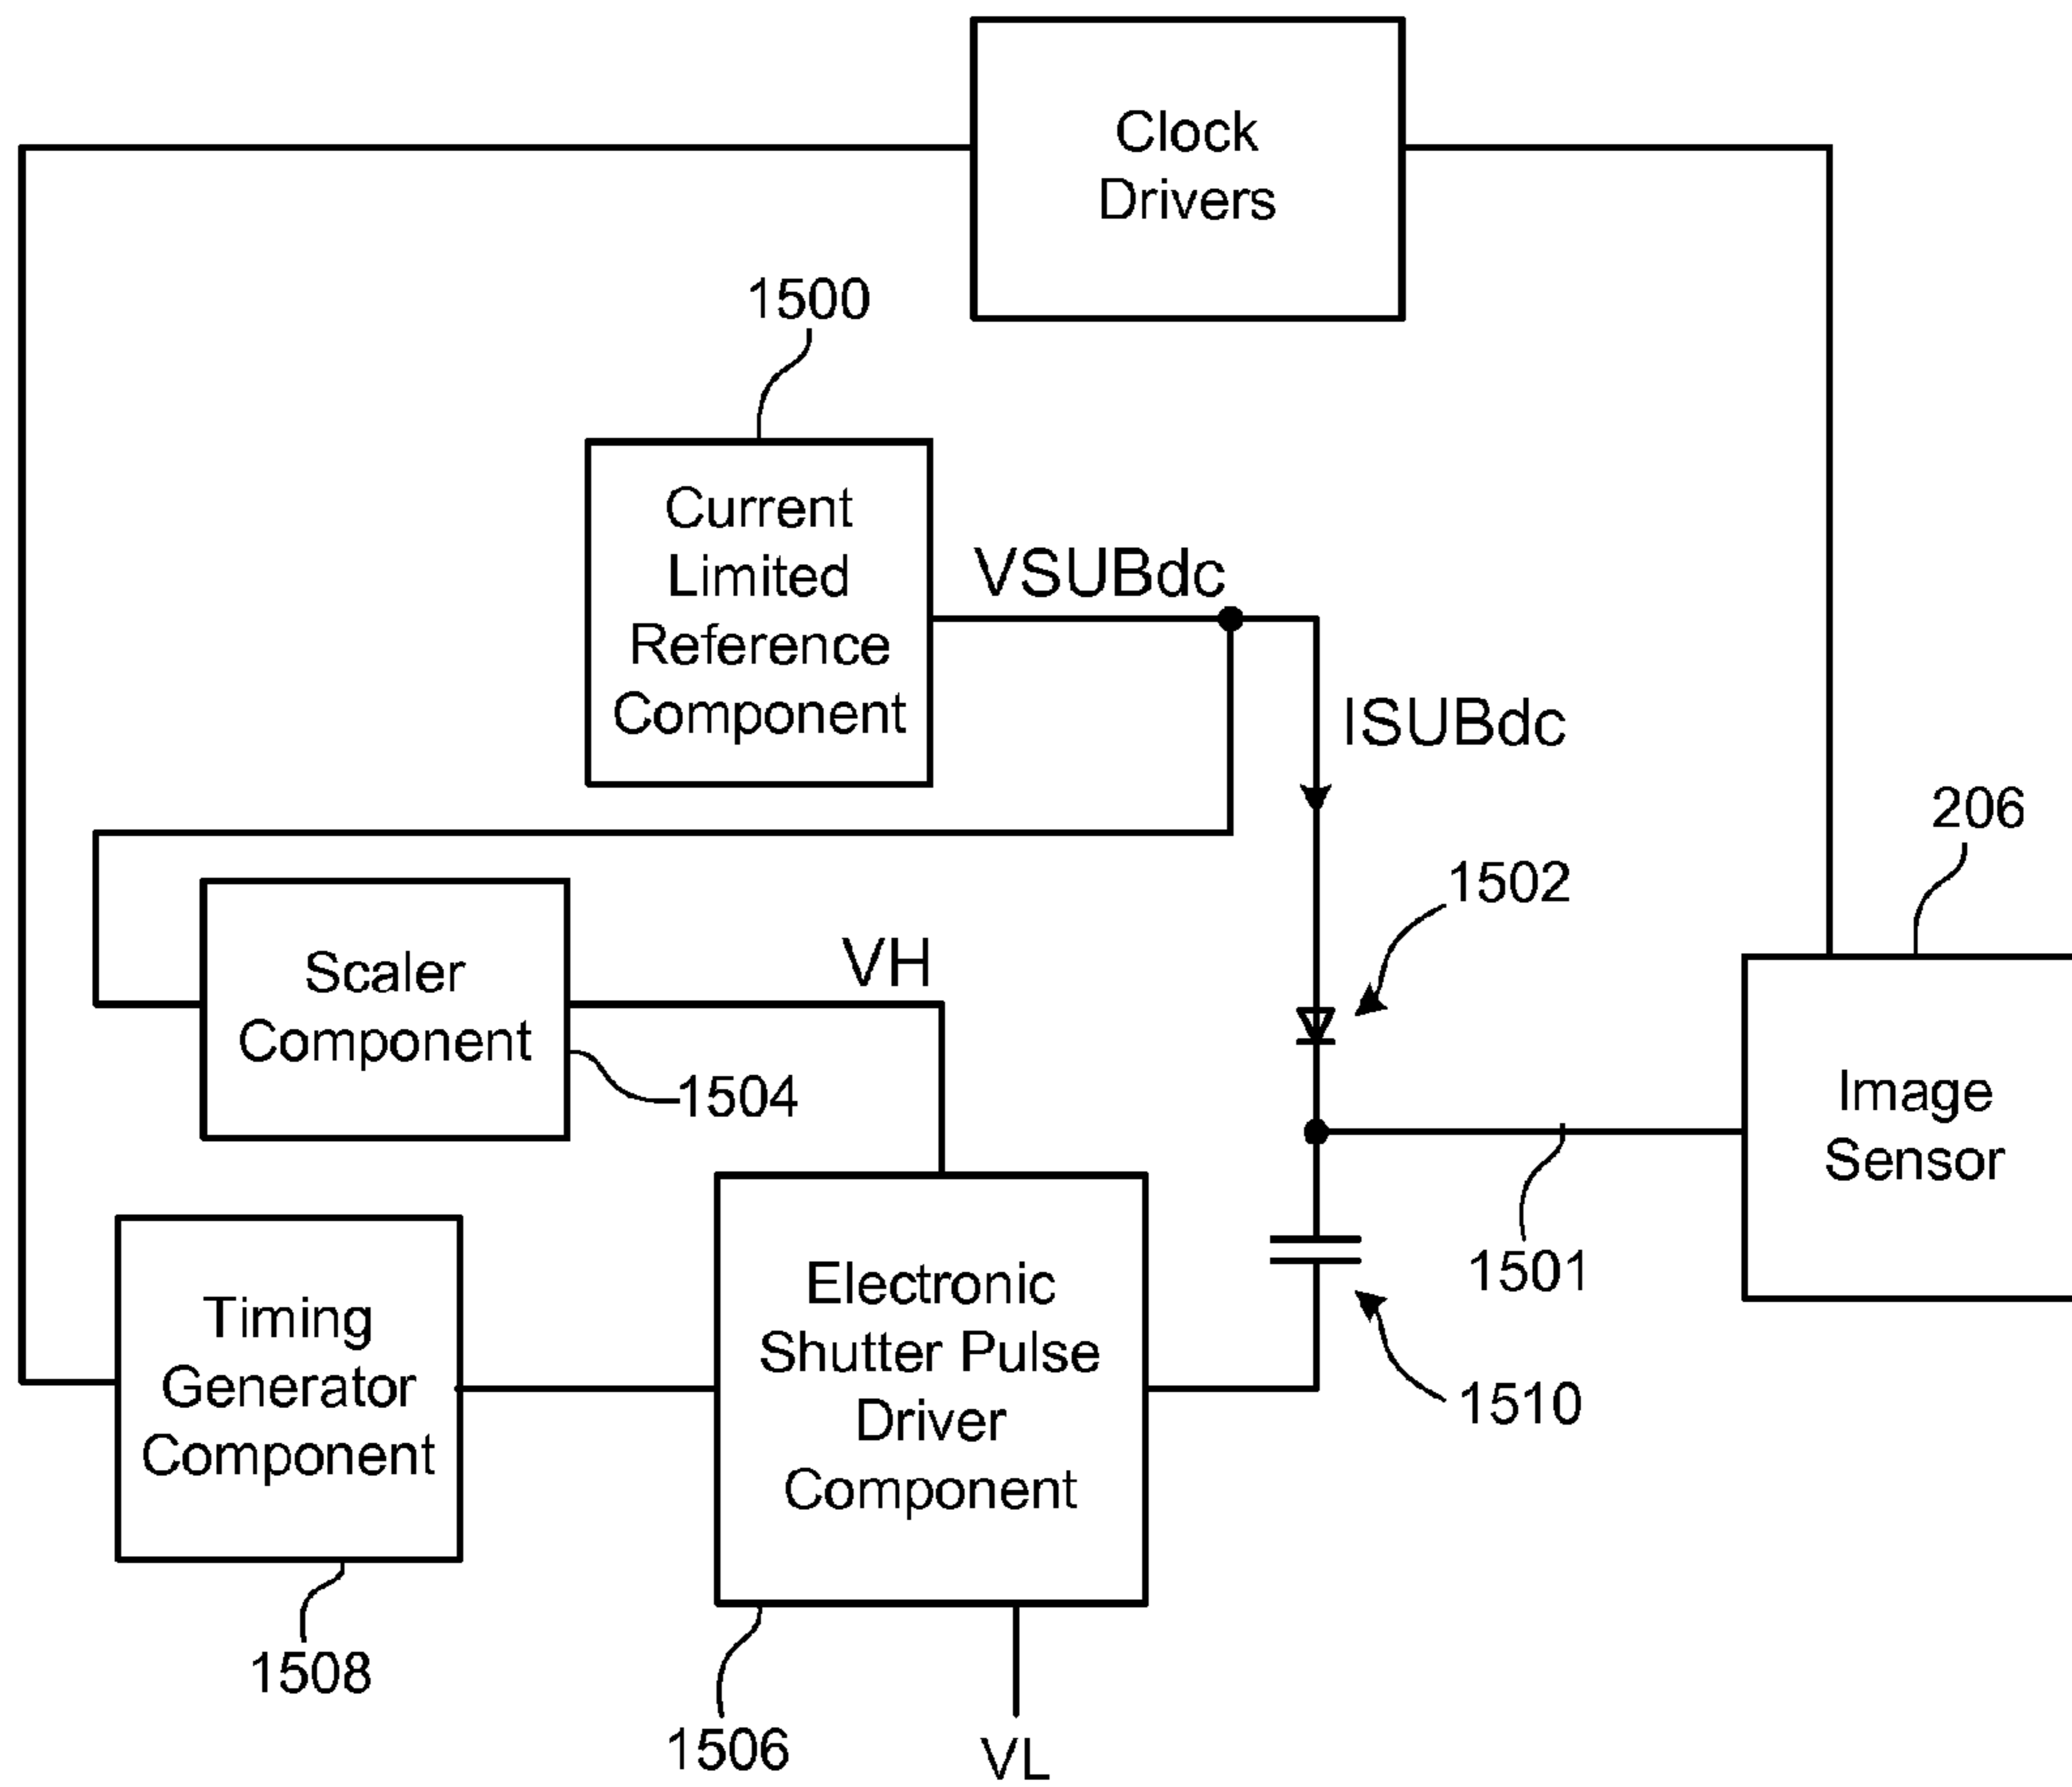 Clock
Drivers
1500
Current
Limited
Reference
Component
VSUBdc
ISUBdc
206
1502
Scaler
Component
VH
1504
Image
Sensor
1501
Timing
Generator
Component
Electronic
Shutter Pulse
Driver
Component
1510
1508
1506
VL